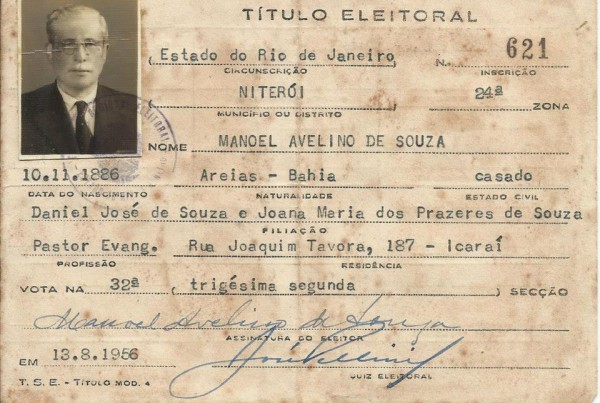 TÍTULO ELEITORAL
( Estado do Rio de Janeiro ) N. 621
CIRCUNSCRIÇÃO INSCRIÇÃO
NITERÓI 24ª ZONA
MUNICÍPIO OU DISTRITO
NOME MANOEL AVELINO DE SOUZA
10.11.1886. Areias - Bahia casado
DATA DO NASCIMENTO NATURALIDADE ESTADO CIVIL
Daniel José de Souza e Joana Maria dos Prazeres de Souza
FILIAÇÃO
Pastor Evang. Rua Joaquim Tavora, 187 - Icaraí
PROFISSÃO RESIDÊNCIA
VOTA NA 32ª ( trigésima segunda ) SECÇÃO
Manoel Avelino de Souza
ASSINATURA DO ELEITOR
EM 13.8.1956
JUIZ ELEITORAL
T. S. E. - TÍTULO MOD. 4